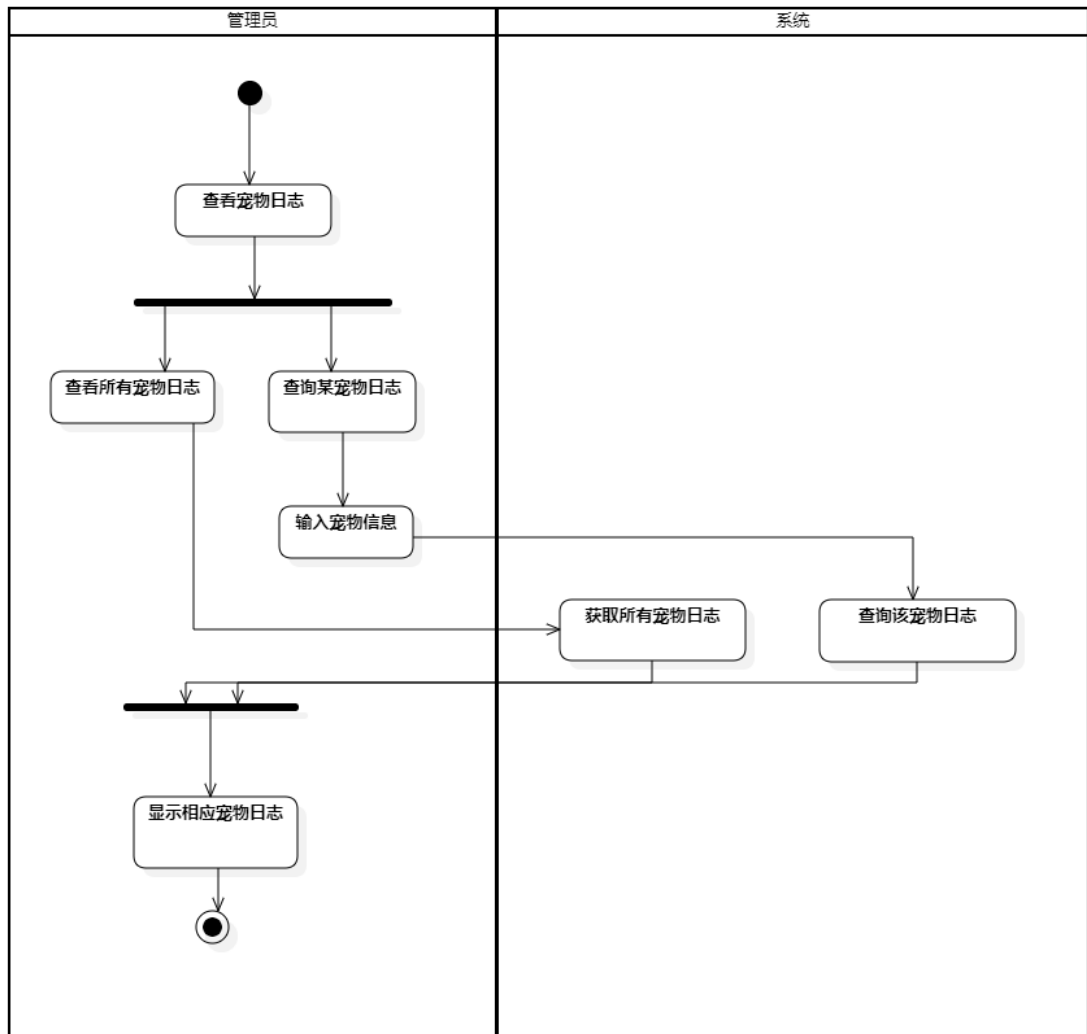 管理员
系统
查看宠物日志
查看所有宠物日志
查询某宠物日志
输入宠物信息
获取所有宠物日志
查询该宠物日志
显示相应宠物日志